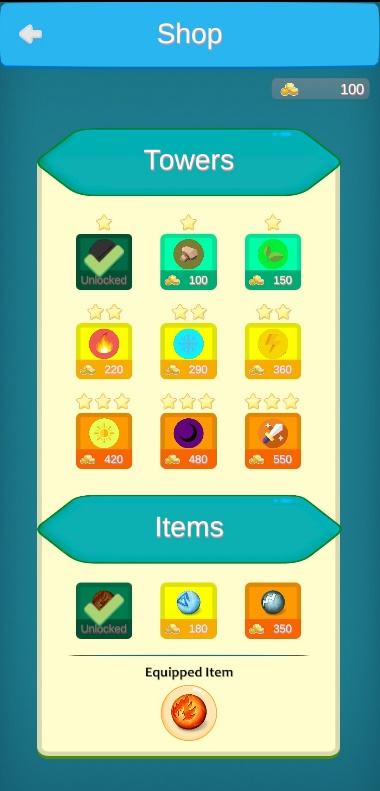 Shop
100
Towers
Unlocked 100 150
220 290 360
420 480 550
Items
Unlocked 180 350
Equipped Item